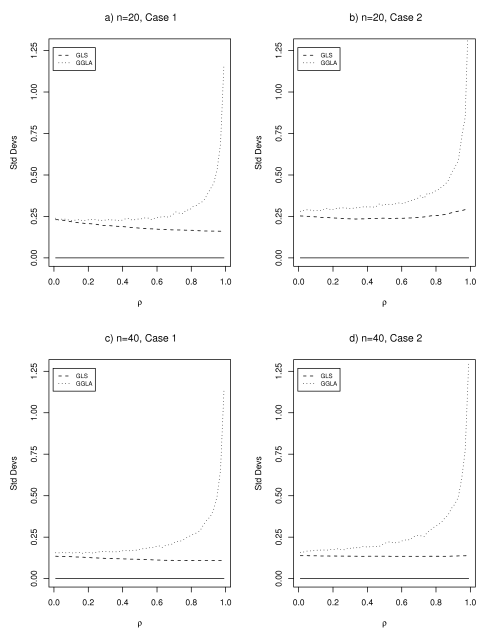 a) n=20, Case 1
GLS
GGLA
Std Devs
0.00 0.25 0.50 0.75 1.00 1.25
0.0 0.2 0.4 0.6 0.8 1.0
ρ
b) n=20, Case 2
GLS
GGLA
Std Devs
0.00 0.25 0.50 0.75 1.00 1.25
0.0 0.2 0.4 0.6 0.8 1.0
ρ
c) n=40, Case 1
GLS
GGLA
Std Devs
0.00 0.25 0.50 0.75 1.00 1.25
0.0 0.2 0.4 0.6 0.8 1.0
ρ
d) n=40, Case 2
GLS
GGLA
Std Devs
0.00 0.25 0.50 0.75 1.00 1.25
0.0 0.2 0.4 0.6 0.8 1.0
ρ